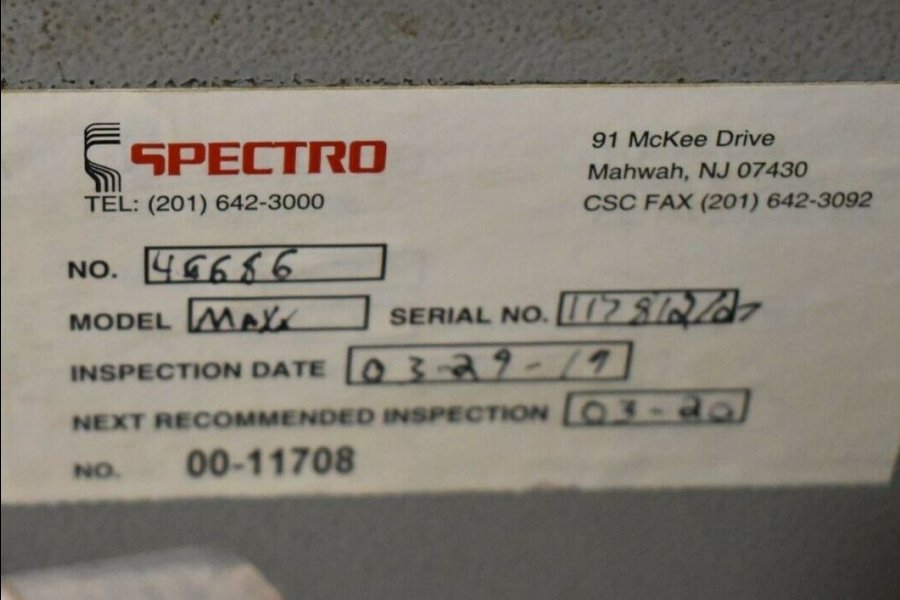 SPECTRO
TEL: (201) 642-3000
91 McKee Drive
Mahwah, NJ 07430
CSC FAX (201) 642-3092
NO. 46686
MODEL MAXx SERIAL NO.
INSPECTION DATE 03-29-19
NEXT RECOMMENDED INSPECTION 03-20
NO. 00-11708